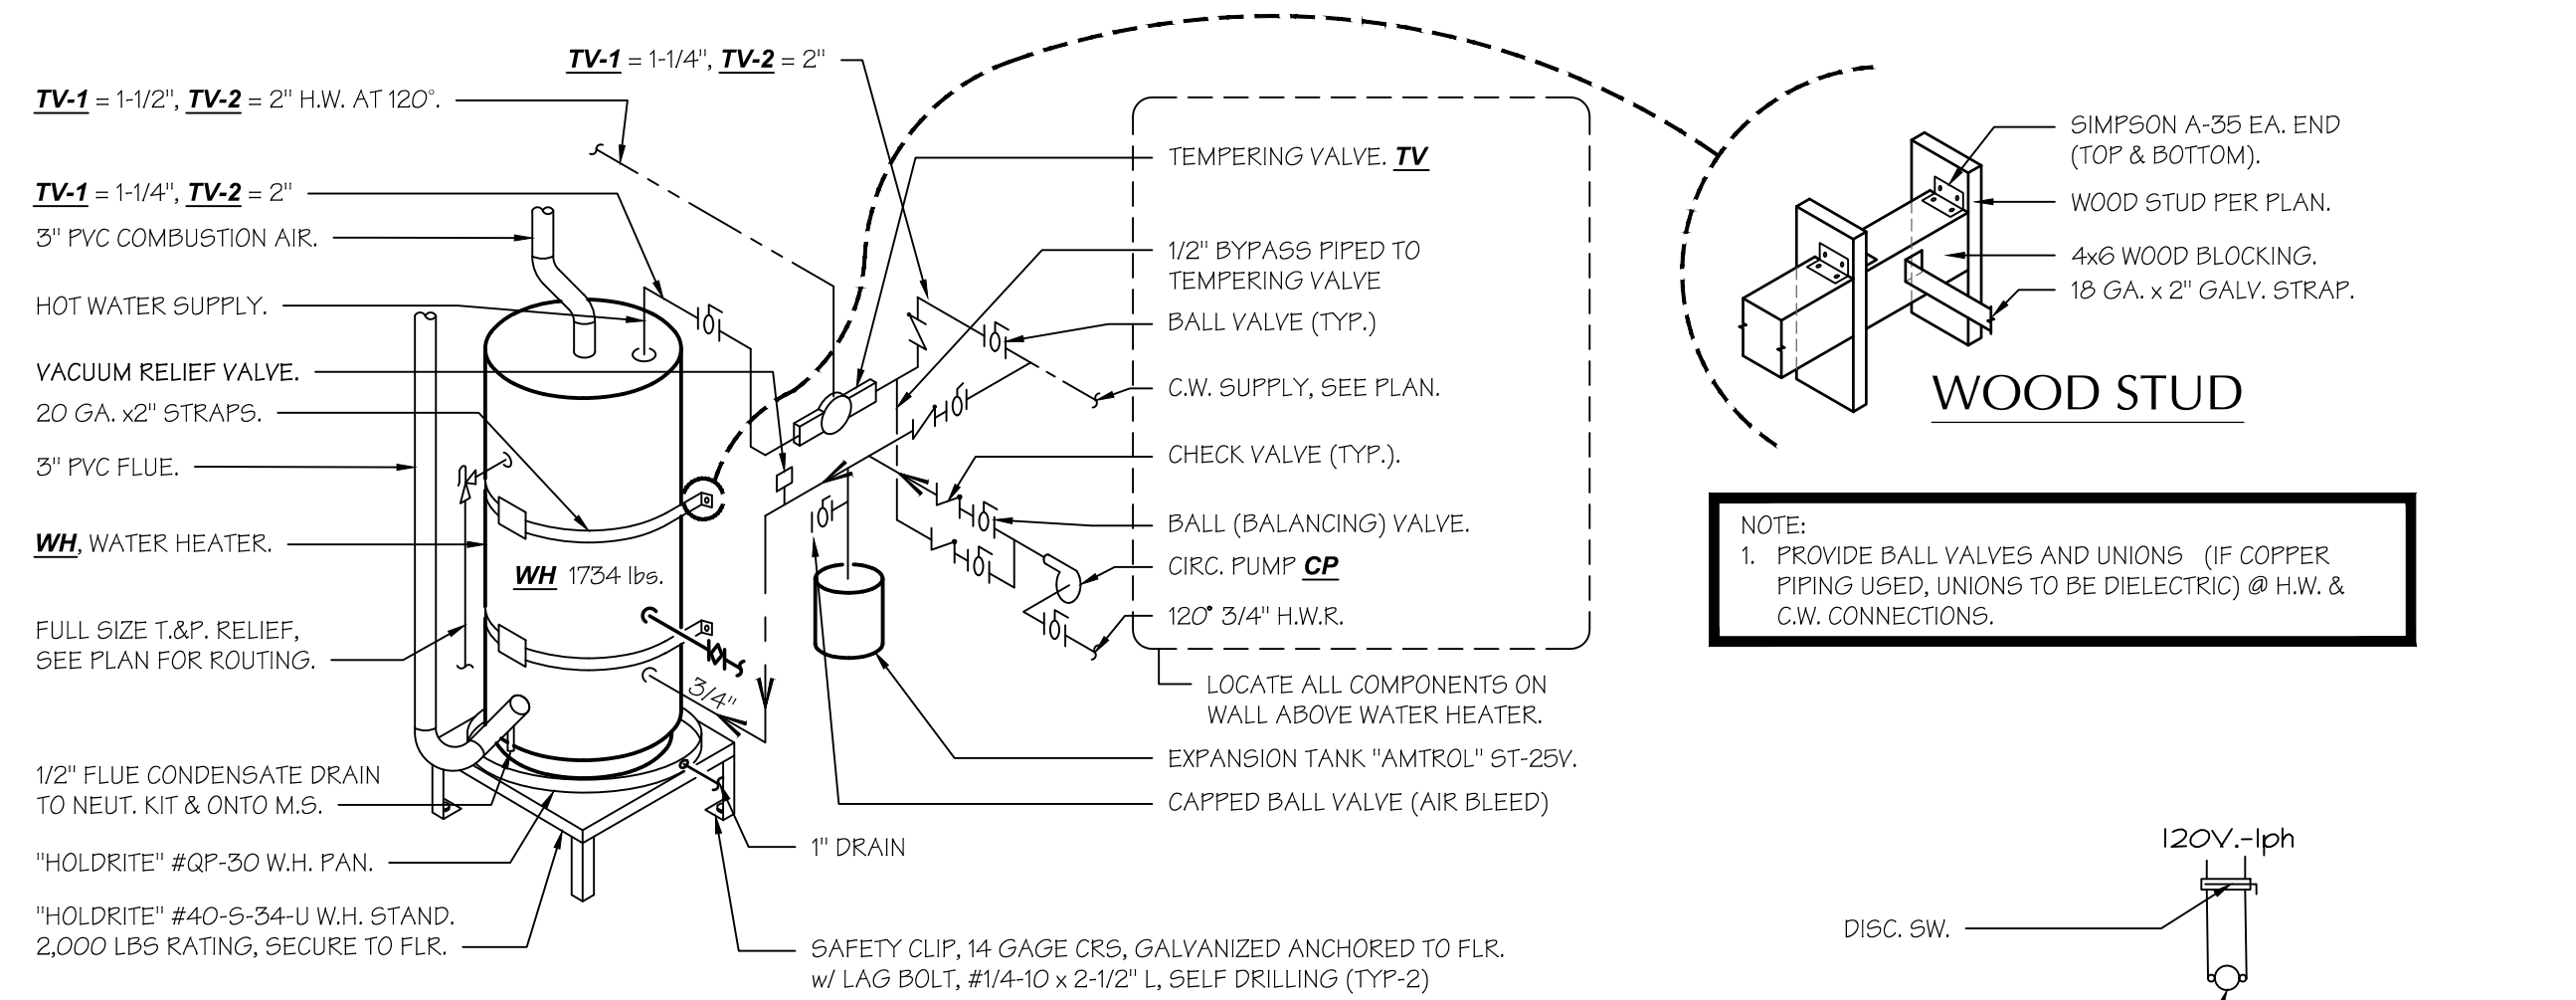 TV-1 = 1-1/4", TV-2 = 2"
TV-1 = 1-1/2", TV-2 = 2" H.W. AT 120°.
TV-1 = 1-1/4", TV-2 = 2"
3" PVC COMBUSTION AIR.
HOT WATER SUPPLY.
VACUUM RELIEF VALVE.
20 GA. x2" STRAPS.
3" PVC FLUE.
WH, WATER HEATER.
WH 1734 lbs.
FULL SIZE T.&P. RELIEF,
SEE PLAN FOR ROUTING.
3/4"
1/2" FLUE CONDENSATE DRAIN
TO NEUT. KIT & ONTO M.S.
"HOLDRITE" #QP-30 W.H. PAN.
"HOLDRITE" #40-S-34-U W.H. STAND.
2,000 LBS RATING, SECURE TO FLR.
TEMPERING VALVE. TV
1/2" BYPASS PIPED TO
TEMPERING VALVE
BALL VALVE (TYP.)
C.W. SUPPLY, SEE PLAN.
CHECK VALVE (TYP.).
BALL (BALANCING) VALVE.
CIRC. PUMP CP
120° 3/4" H.W.R.
LOCATE ALL COMPONENTS ON
WALL ABOVE WATER HEATER.
EXPANSION TANK "AMTROL" ST-25V.
CAPPED BALL VALVE (AIR BLEED)
1" DRAIN
SAFETY CLIP, 14 GAGE CRS, GALVANIZED ANCHORED TO FLR.
w/ LAG BOLT, #1/4-10 x 2-1/2" L, SELF DRILLING (TYP-2)
SIMPSON A-35 EA. END
(TOP & BOTTOM).
WOOD STUD PER PLAN.
4x6 WOOD BLOCKING.
18 GA. x 2" GALV. STRAP.
WOOD STUD
NOTE:
1. PROVIDE BALL VALVES AND UNIONS (IF COPPER
PIPING USED, UNIONS TO BE DIELECTRIC) @ H.W. &
C.W. CONNECTIONS.
120V.-1ph
DISC. SW.